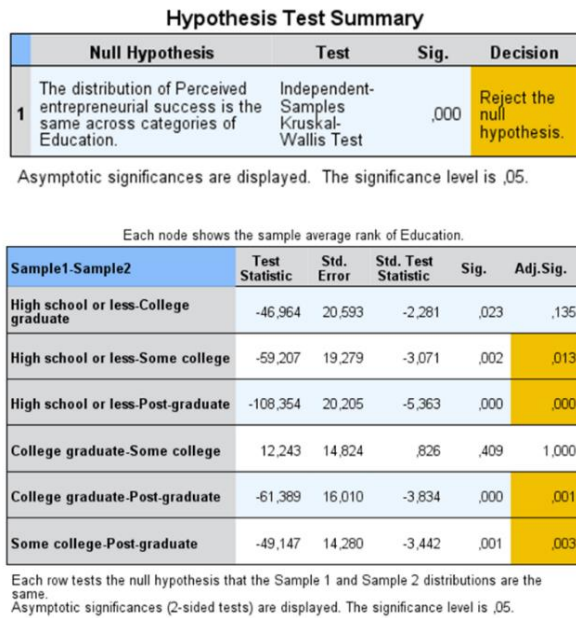 Hypothesis Test Summary
Null Hypothesis Test Sig. Decision
1 The distribution of Perceived entrepreneurial success is the same across categories of Education. Independent-Samples Kruskal-Wallis Test ,000 Reject the null hypothesis.
Asymptotic significances are displayed. The significance level is ,05.
Each node shows the sample average rank of Education.
Sample1-Sample2 Test Statistic Std. Error Std. Test Statistic Sig. Adj.Sig.
High school or less-College graduate -46,964 20,593 -2,281 ,023 ,135
High school or less-Some college -59,207 19,279 -3,071 ,002 ,013
High school or less-Post-graduate -108,354 20,205 -5,363 ,000 ,000
College graduate-Some college 12,243 14,824 ,826 ,409 1,000
College graduate-Post-graduate -61,389 16,010 -3,834 ,000 ,001
Some college-Post-graduate -49,147 14,280 -3,442 ,001 ,003
Each row tests the null hypothesis that the Sample 1 and Sample 2 distributions are the
same.
Asymptotic significances (2-sided tests) are displayed. The significance level is ,05.